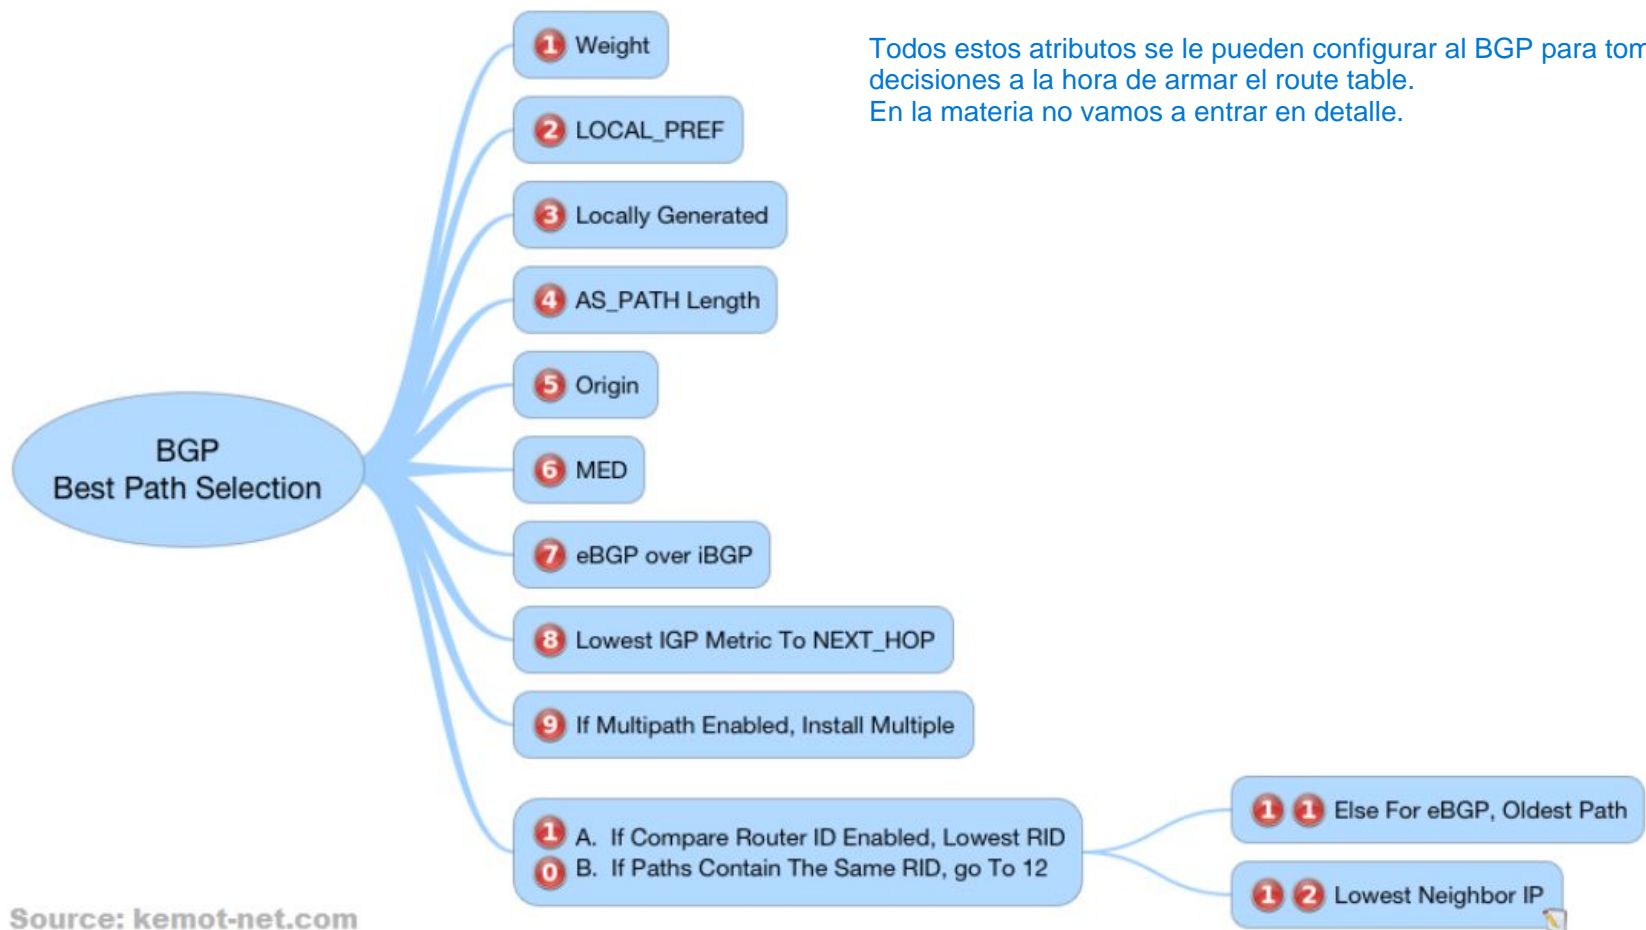 Todos estos atributos se le pueden configurar al BGP para tom
decisiones a la hora de armar el route table.
En la materia no vamos a entrar en detalle.
BGP
Best Path Selection
1 Weight
2 LOCAL_PREF
3 Locally Generated
4 AS_PATH Length
5 Origin
6 MED
7 eBGP over iBGP
8 Lowest IGP Metric To NEXT_HOP
9 If Multipath Enabled, Install Multiple
1 A. If Compare Router ID Enabled, Lowest RID
0 B. If Paths Contain The Same RID, go To 12
1 1 Else For eBGP, Oldest Path
1 2 Lowest Neighbor IP
Source: kemot-net.com